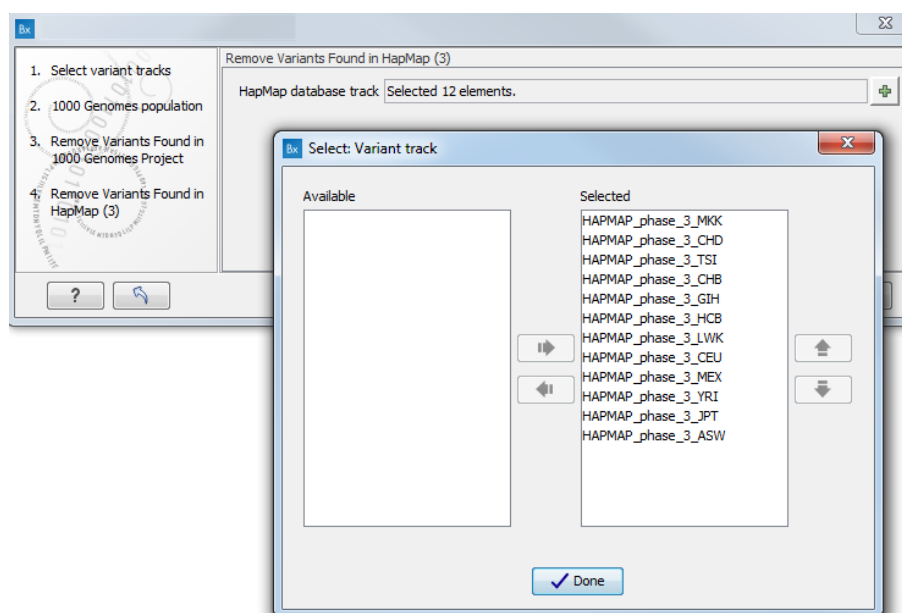 Bx
1. Select variant tracks
2. 1000 Genomes population
3. Remove Variants Found in
1000 Genomes Project
4. Remove Variants Found in
HapMap (3)
Remove Variants Found in HapMap (3)
HapMap database track Selected 12 elements.
?
Bx Select: Variant track
Available
Selected
HAPMAP_phase_3_MKK
HAPMAP_phase_3_CHD
HAPMAP_phase_3_TSI
HAPMAP_phase_3_CHB
HAPMAP_phase_3_GIH
HAPMAP_phase_3_HCB
HAPMAP_phase_3_LWK
HAPMAP_phase_3_CEU
HAPMAP_phase_3_MEX
HAPMAP_phase_3_YRI
HAPMAP_phase_3_JPT
HAPMAP_phase_3_ASW
Done